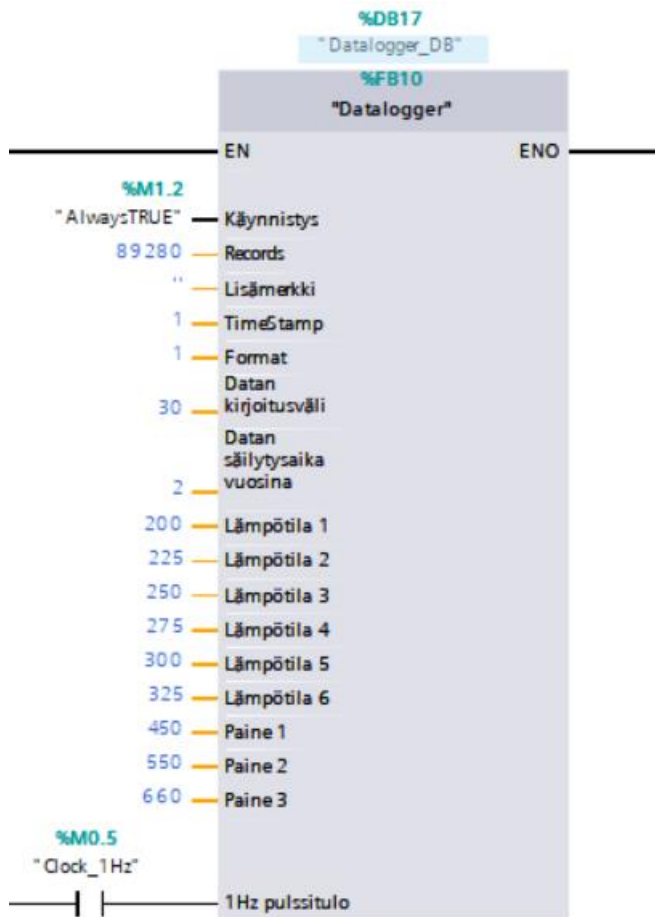 %DB17
"Datalogger_DB"
%FB10
"Datalogger"
EN ENO
%M1.2
"AlwaysTRUE" Käynnistys
89280 Records
'' Lisämerkki
1 TimeStamp
1 Format
Datan
30 kirjoitusväli
Datan
säilytysaika
2 vuosina
200 Lämpötila 1
225 Lämpötila 2
250 Lämpötila 3
275 Lämpötila 4
300 Lämpötila 5
325 Lämpötila 6
450 Paine 1
550 Paine 2
660 Paine 3
%M0.5
"Clock_1Hz"
1Hz pulssitulo